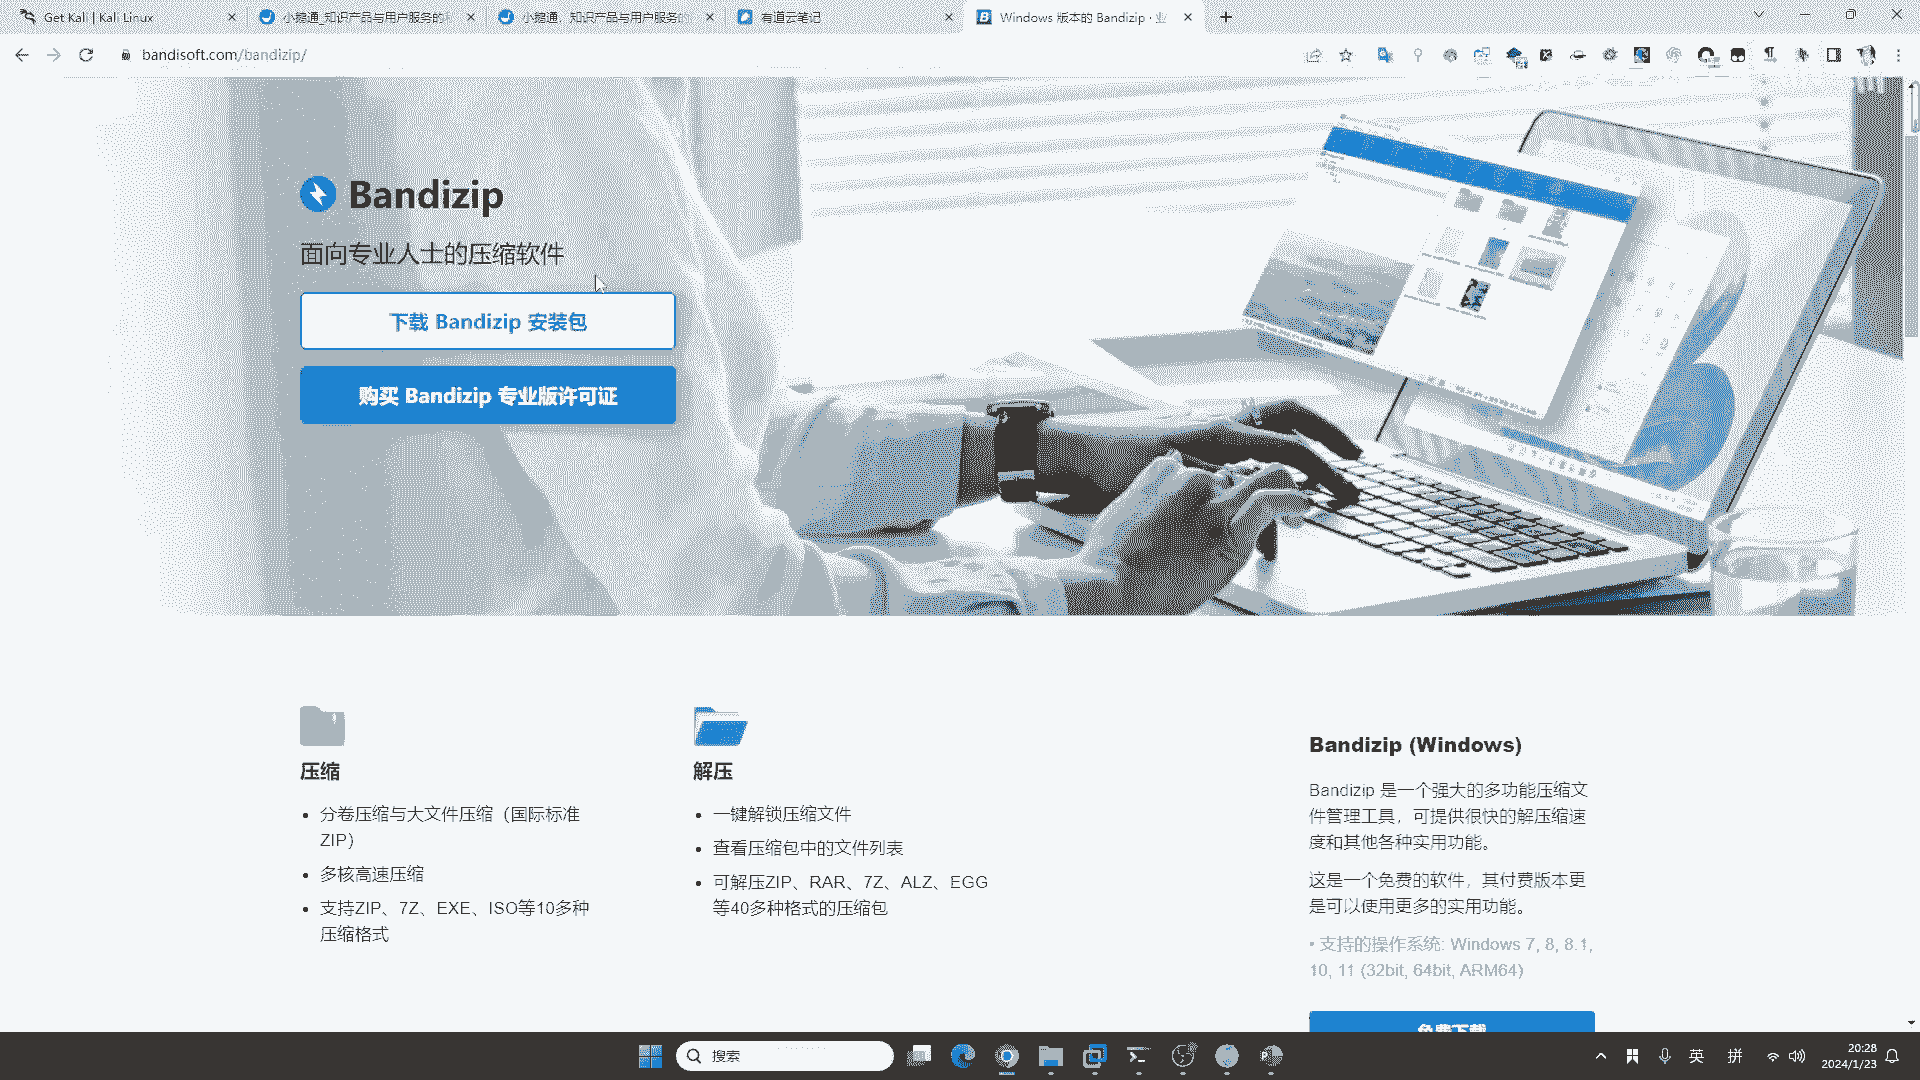 Get Kali | Kali Linux
小鹅通_知识产品与用户服务的
小鹅通，知识产品与用户服务的
有道云笔记
Windows 版本的 Bandizip · 业
bandisoft.com/bandizip/
Bandizip
面向专业人士的压缩软件
下载 Bandizip 安装包
购买 Bandizip 专业版许可证
压缩
分卷压缩与大文件压缩（国际标准
ZIP）
多核高速压缩
支持ZIP、7Z、EXE、ISO等10多种
压缩格式
解压
一键解锁压缩文件
查看压缩包中的文件列表
可解压ZIP、RAR、7Z、ALZ、EGG
等40多种格式的压缩包
Bandizip (Windows)
Bandizip 是一个强大的多功能压缩文
件管理工具，可提供很快的解压缩速
度和其他各种实用功能。
这是一个免费的软件，其付费版本更
是可以使用更多的实用功能。
• 支持的操作系统: Windows 7, 8, 8.1,
10, 11 (32bit, 64bit, ARM64)
免费下载
搜索
英
拼
20:28
2024/1/23